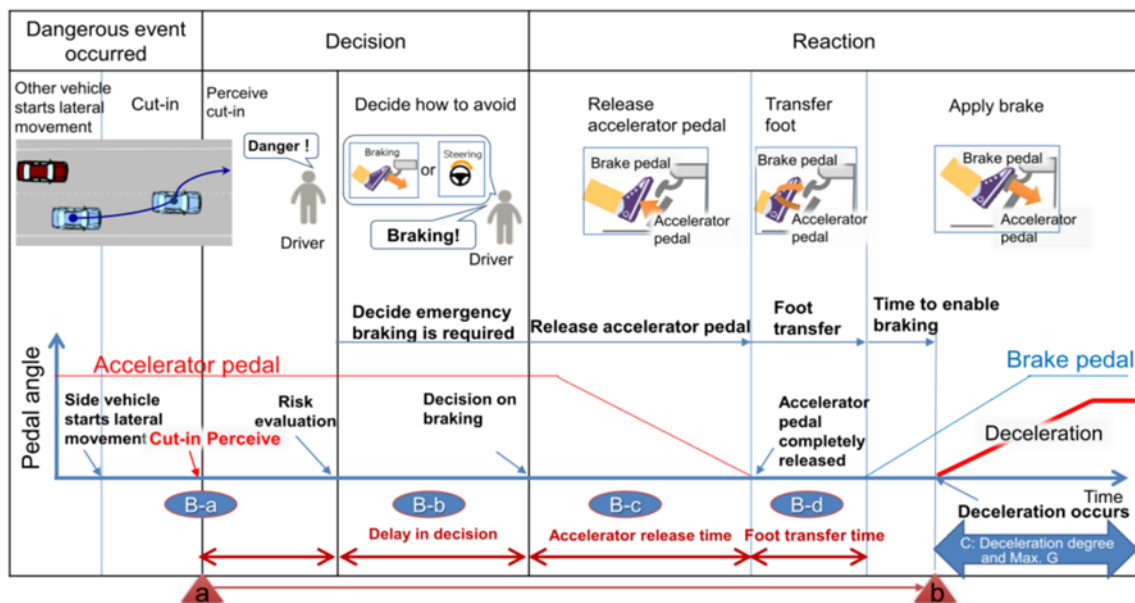 Dangerous event
occurred
Decision
Reaction
Other vehicle
starts lateral
movement
Cut-in
Perceive
cut-in
Decide how to avoid
Release
accelerator pedal
Transfer
foot
Apply brake
Danger !
Driver
Braking
or
Steering
Braking!
Driver
Brake pedal
Accelerator
pedal
Brake pedal
Accelerator
pedal
Brake pedal
Accelerator
pedal
Decide emergency
braking is required
Release accelerator pedal
Foot
transfer
Time to enable
braking
Pedal angle
Accelerator pedal
Brake pedal
Side vehicle
starts lateral
movement
Cut-in Perceive
Risk
evaluation
Decision on
braking
Accelerator
pedal
completely
released
Deceleration
Time
Deceleration occurs
B-a
B-b
B-c
B-d
Delay in decision
Accelerator release time
Foot transfer time
C: Deceleration degree
and Max. G
a
b